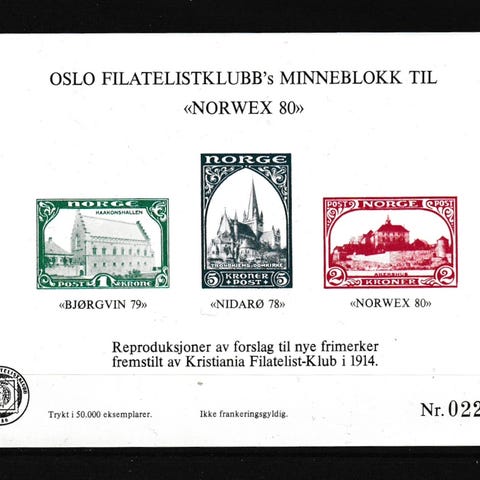 OSLO FILATELISTKLUBB's MINNEBLOKK TIL
«NORWEX 80»
NORGE
HAAKONSHALLEN
POST 1 KRONE
NORGE
TRONDHJEMS DOMKIRKE
5 KRONER 5
POST
POST NORGE POST
AKERSHUS
2 KRONER 2
«BJØRGVIN 79»
«NIDARØ 78»
«NORWEX 80»
Reproduksjoner av forslag til nye frimerker
fremstilt av Kristiania Filatelist-Klub i 1914.
Trykt i 50.000 eksemplarer.
Ikke frankeringsgyldig.
Nr. 022